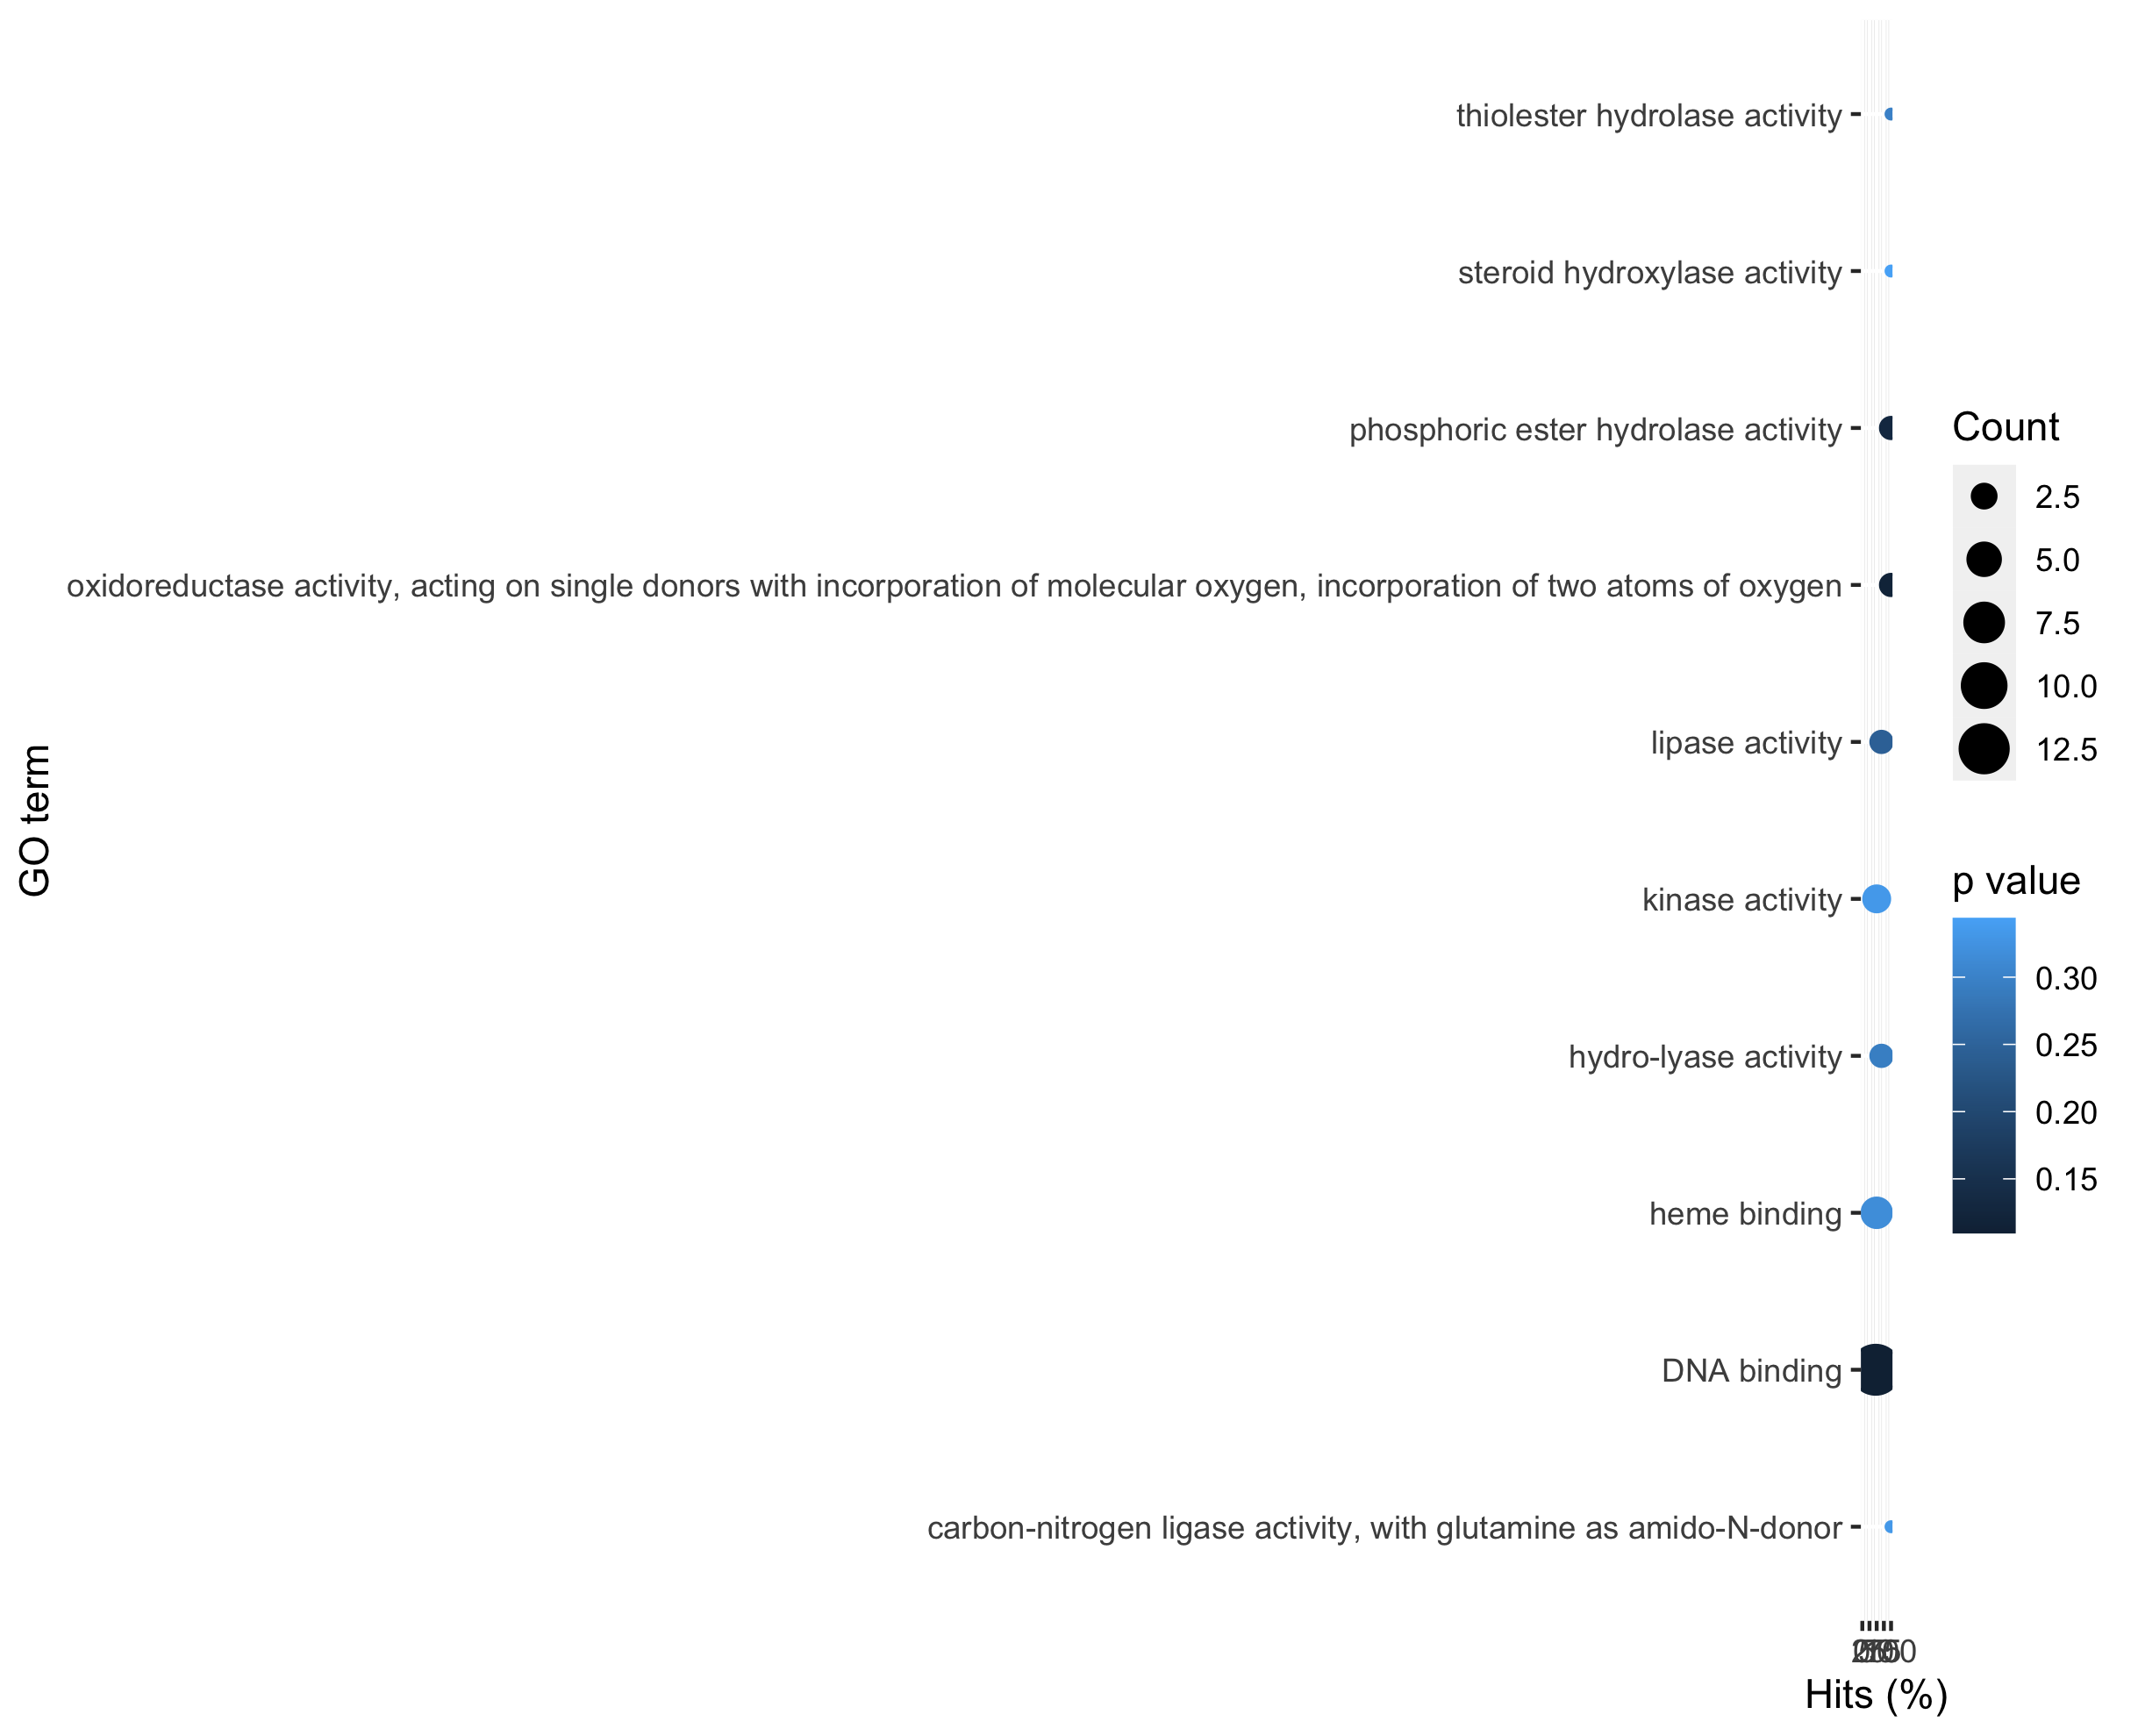 thiolester hydrolase activity
steroid hydroxylase activity
phosphoric ester hydrolase activity
oxidoreductase activity, acting on single donors with incorporation of molecular oxygen, incorporation of two atoms of oxygen
lipase activity
kinase activity
hydro-lyase activity
heme binding
DNA binding
carbon-nitrogen ligase activity, with glutamine as amido-N-donor
GO term
Hits (%)
Count
2.5
5.0
7.5
10.0
12.5
p value
0.30
0.25
0.20
0.15